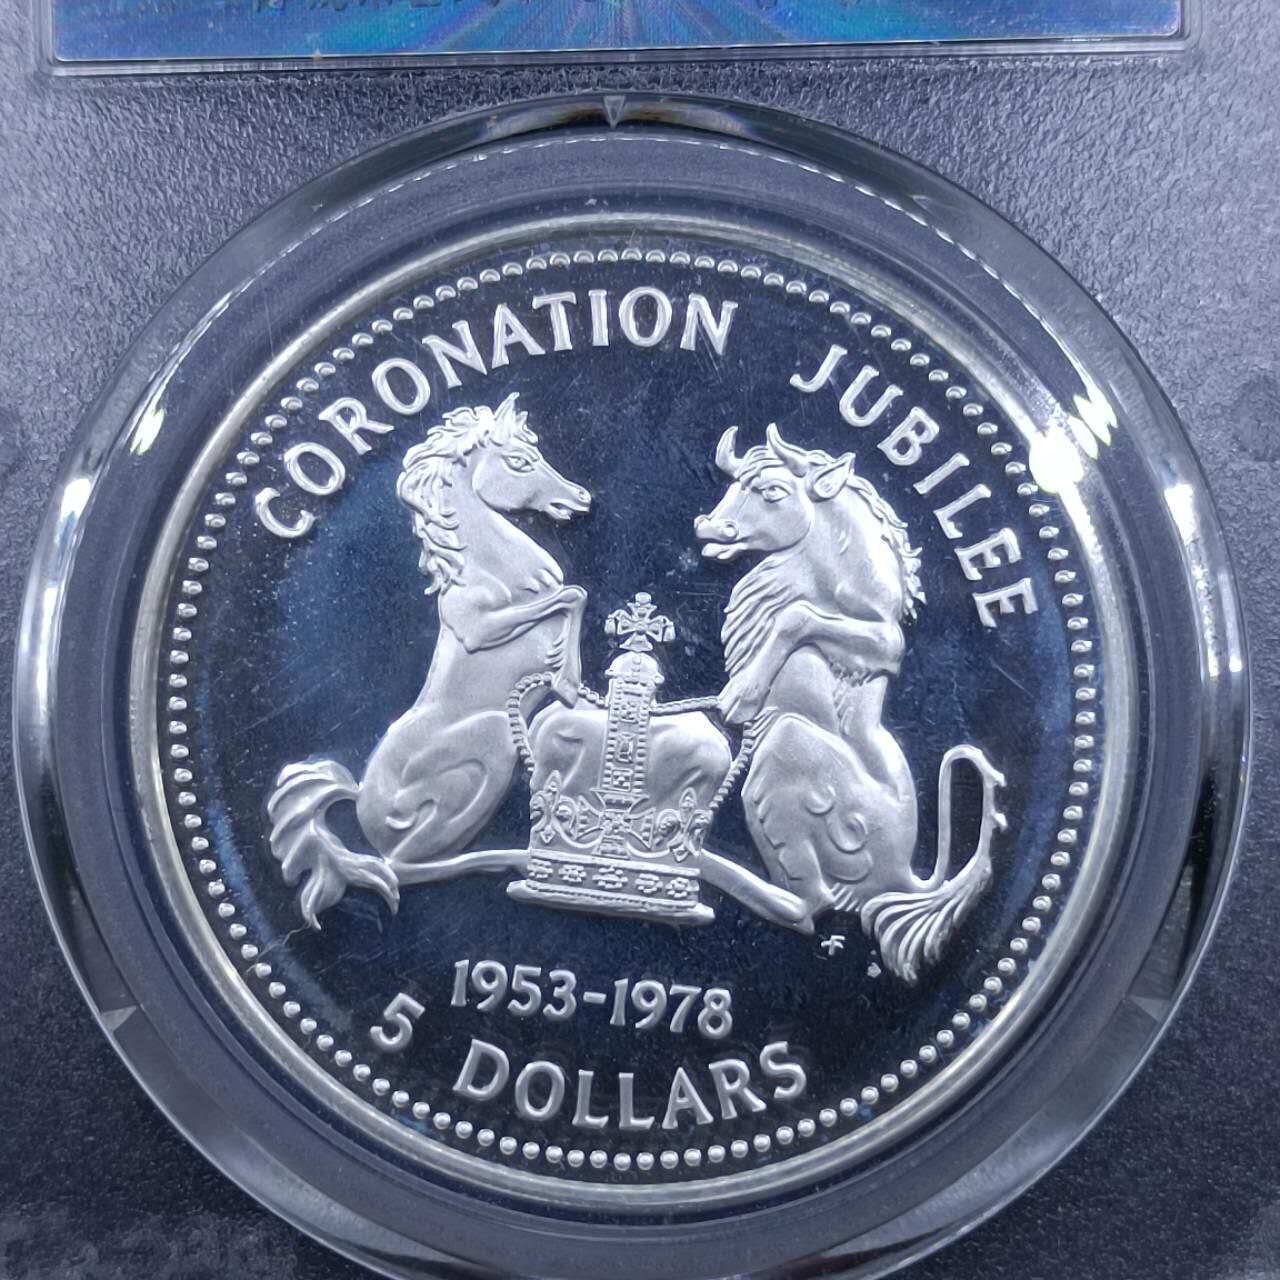 CORONATION JUBILEE
1953-1978
5 DOLLARS